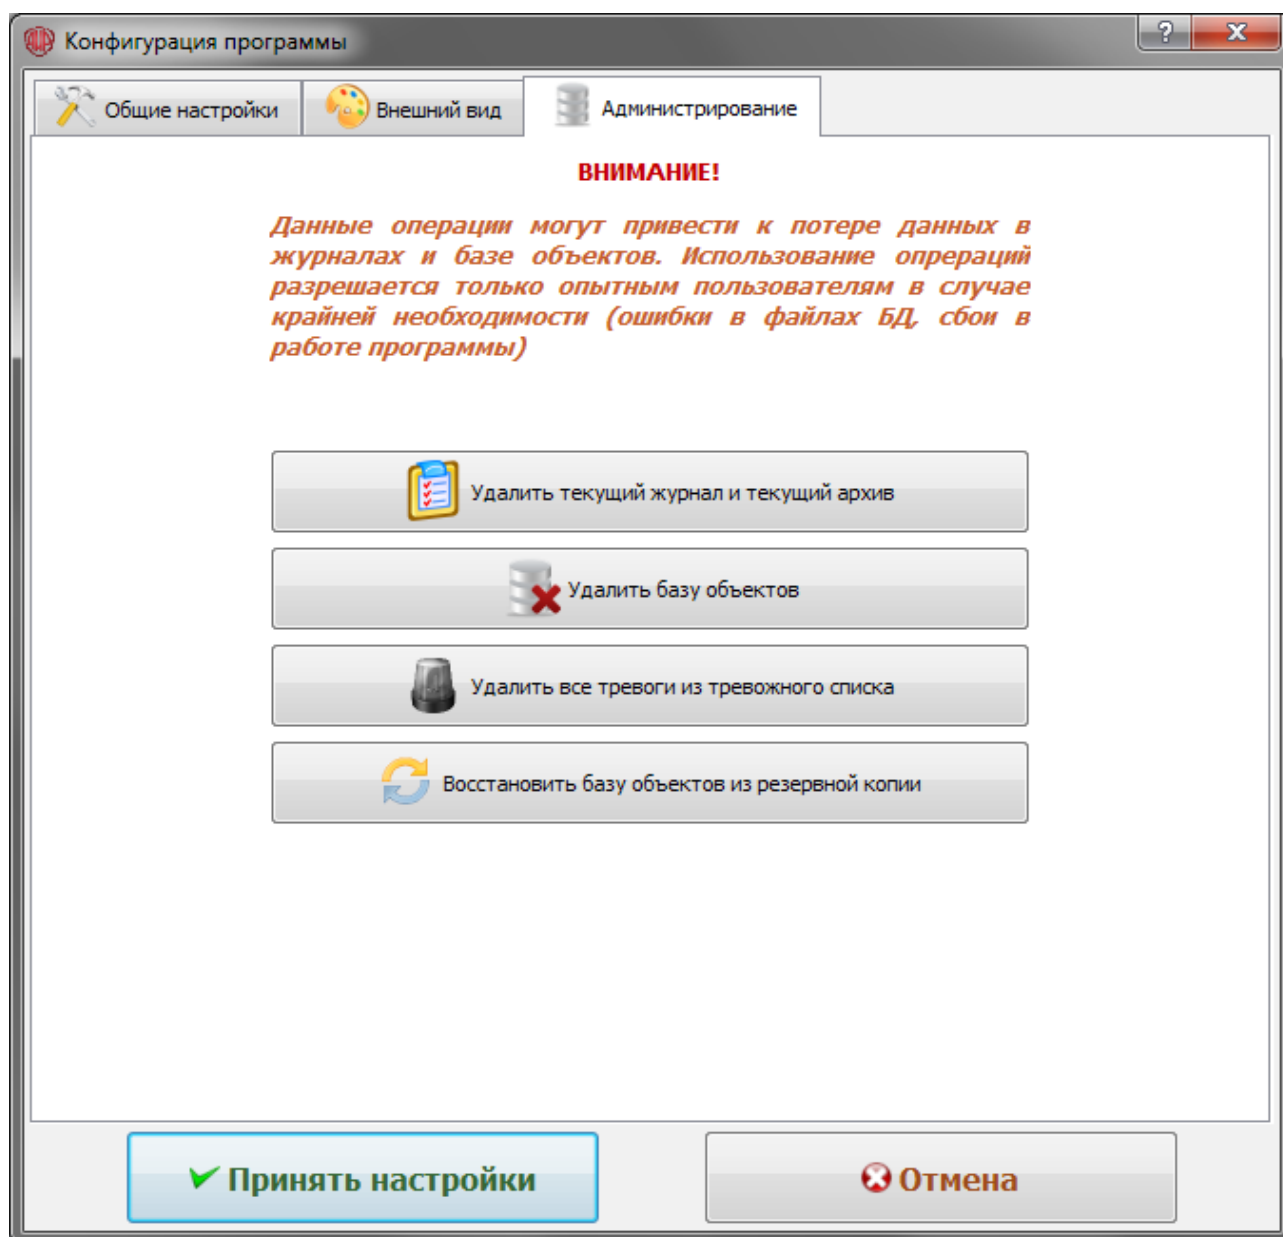 Конфигурация программы
?
X
Общие настройки
Внешний вид
Администрирование
ВНИМАНИЕ!
Данные операции могут привести к потере данных в
журналах и базе объектов. Использование опрераций
разрешается только опытным пользователям в случае
крайней необходимости (ошибки в файлах БД, сбои в
работе программы)
Удалить текущий журнал и текущий архив
Удалить базу объектов
Удалить все тревоги из тревожного списка
Восстановить базу объектов из резервной копии
Принять настройки
Отмена